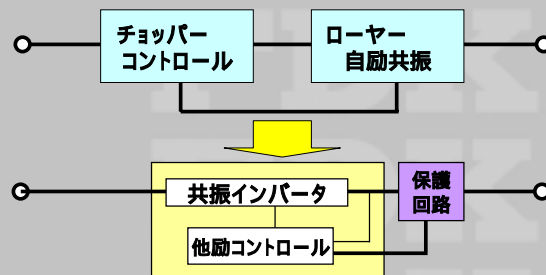 チョッパー
コントロール
ローヤー
自励共振
共振インバータ
保護
回路
他励コントロール